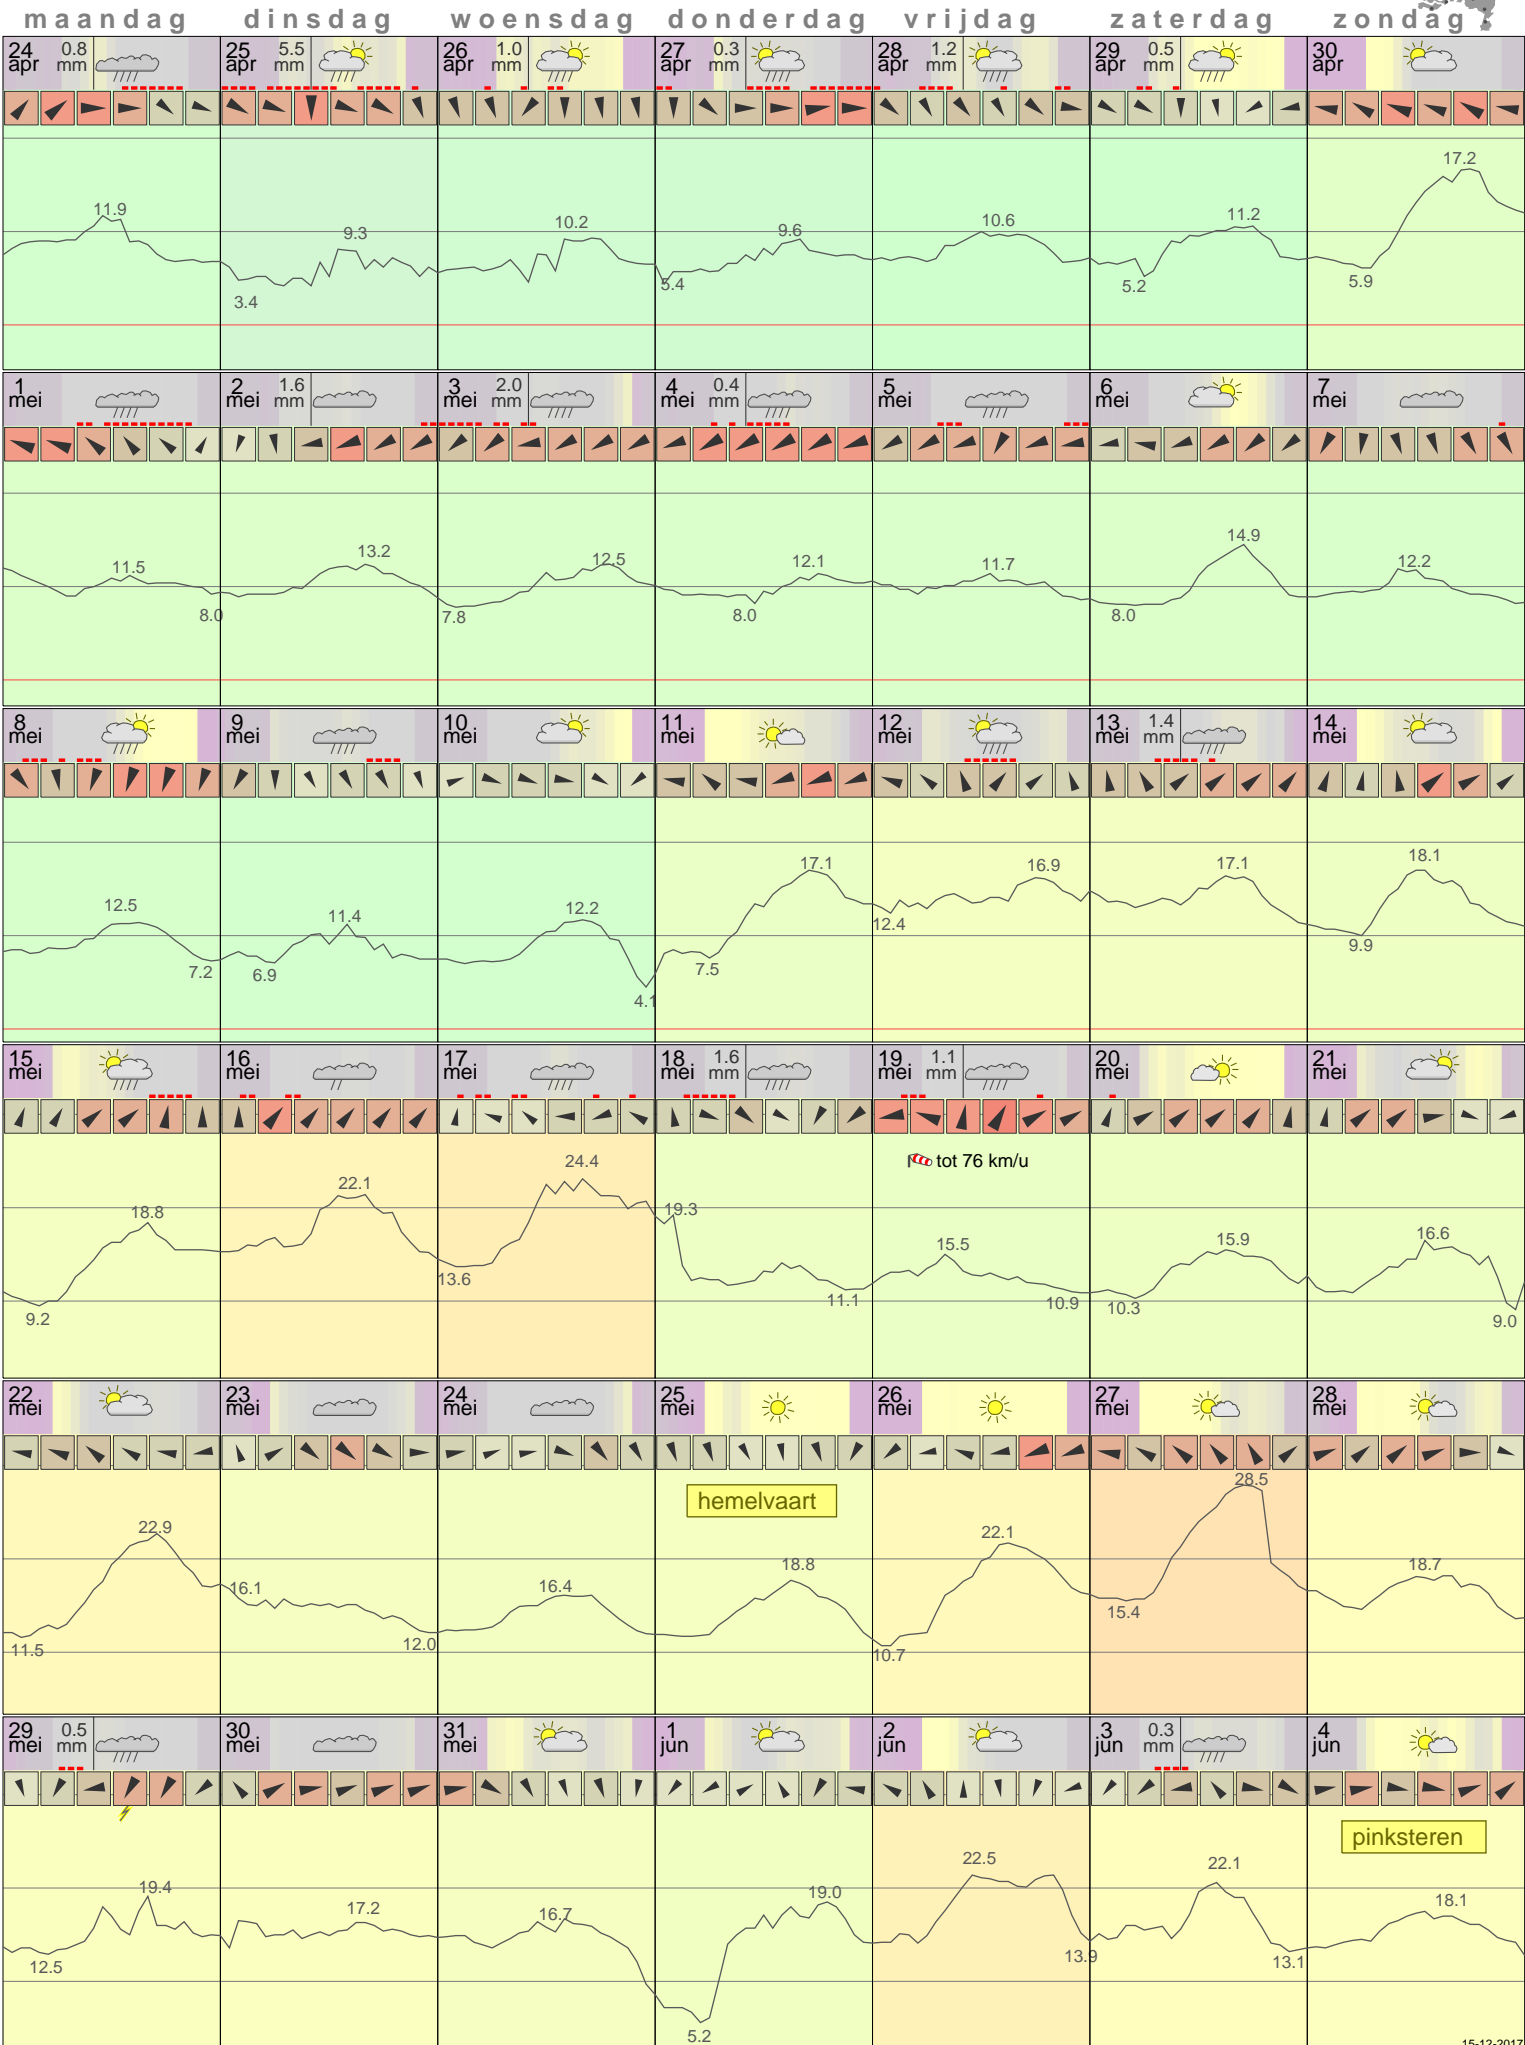 maandag dinsdag woensdag donderdag vrijdag zaterdag zondag
24 apr 0.8 mm
25 apr 5.5 mm
26 apr 1.0 mm
27 apr 0.3 mm
28 apr 1.2 mm
29 apr 0.5 mm
30 apr
11.9
3.4 9.3
10.2
5.4 9.6
10.6
5.2 11.2
5.9 17.2
1 mei
2 mei 1.6 mm
3 mei 2.0 mm
4 mei 0.4 mm
5 mei
6 mei
7 mei
11.5 8.0
13.2
7.8 12.5
8.0 12.1
11.7
8.0 14.9
12.2
8 mei
9 mei
10 mei
11 mei
12 mei
13 mei 1.4 mm
14 mei
12.5 7.2
6.9 11.4
12.2 4.1
7.5 17.1
12.4 16.9
17.1
9.9 18.1
15 mei
16 mei
17 mei
18 mei 1.6 mm
19 mei 1.1 mm
20 mei
21 mei
tot 76 km/u
9.2 18.8
22.1
13.6 24.4
19.3 11.1
15.5 10.9
10.3 15.9
16.6 9.0
22 mei
23 mei
24 mei
25 mei
26 mei
27 mei
28 mei
hemelvaart
11.5 22.9
16.1 12.0
16.4
18.8
10.7 22.1
15.4 28.5
18.7
29 mei 0.5 mm
30 mei
31 mei
1 jun
2 jun
3 jun 0.3 mm
4 jun
pinksteren
12.5 19.4
17.2
16.7
5.2 19.0
22.5 13.9
22.1 13.1
18.1
15-12-2017